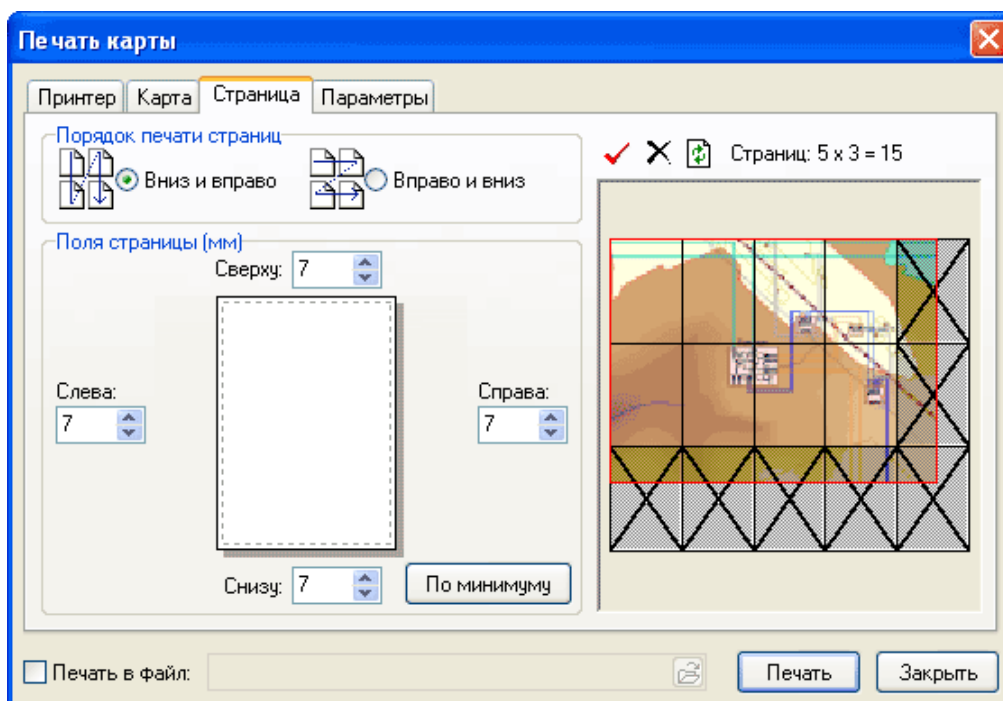 Печать карты
Принтер Карта Страница Параметры
Порядок печати страниц
Вниз и вправо Вправо и вниз
Страниц: 5 x 3 = 15
Поля страницы (мм)
Сверху: 7
Слева: Справа:
7 7
Снизу: 7 По минимуму
Печать в файл: Печать Закрыть